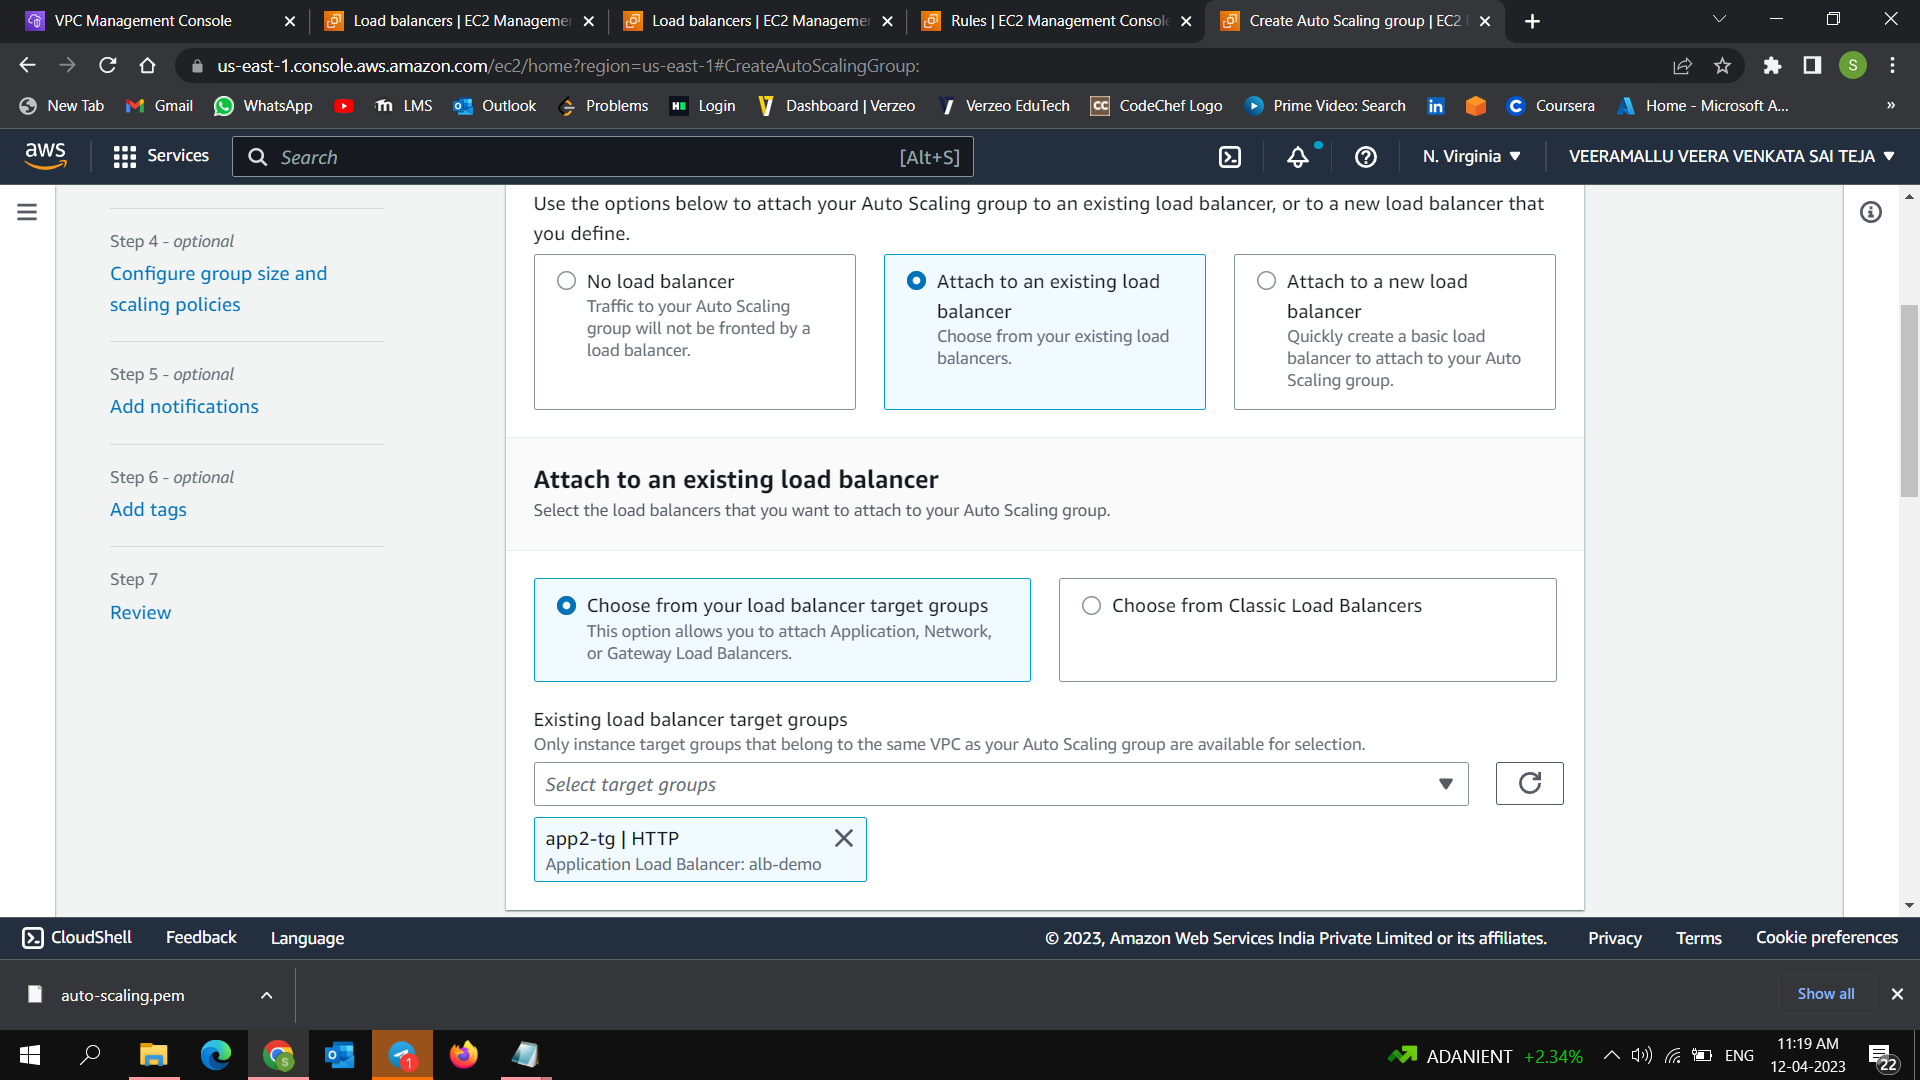 VPC Management Console
Load balancers | EC2 Manageme
Load balancers | EC2 Manageme
Rules | EC2 Management Console
Create Auto Scaling group | EC2
us-east-1.console.aws.amazon.com/ec2/home?region=us-east-1#CreateAutoScalingGroup:
S
New Tab
Gmail
WhatsApp
LMS
Outlook
Problems
Login
Dashboard | Verzeo
Verzeo EduTech
CodeChef Logo
Prime Video: Search
Coursera
Home - Microsoft A...
»
aws
Services
Search
[Alt+S]
N. Virginia
VEERAMALLU VEERA VENKATA SAI TEJA
Step 4 - optional
Configure group size and
scaling policies
Step 5 - optional
Add notifications
Step 6 - optional
Add tags
Step 7
Review
Use the options below to attach your Auto Scaling group to an existing load balancer, or to a new load balancer that
you define.
No load balancer
Traffic to your Auto Scaling
group will not be fronted by a
load balancer.
Attach to an existing load
balancer
Choose from your existing load
balancers.
Attach to a new load
balancer
Quickly create a basic load
balancer to attach to your Auto
Scaling group.
Attach to an existing load balancer
Select the load balancers that you want to attach to your Auto Scaling group.
Choose from your load balancer target groups
This option allows you to attach Application, Network,
or Gateway Load Balancers.
Choose from Classic Load Balancers
Existing load balancer target groups
Only instance target groups that belong to the same VPC as your Auto Scaling group are available for selection.
Select target groups
app2-tg | HTTP
Application Load Balancer: alb-demo
CloudShell
Feedback
Language
© 2023, Amazon Web Services India Private Limited or its affiliates.
Privacy
Terms
Cookie preferences
auto-scaling.pem
Show all
1
ADANIENT +2.34%
ENG
11:19 AM
12-04-2023
22